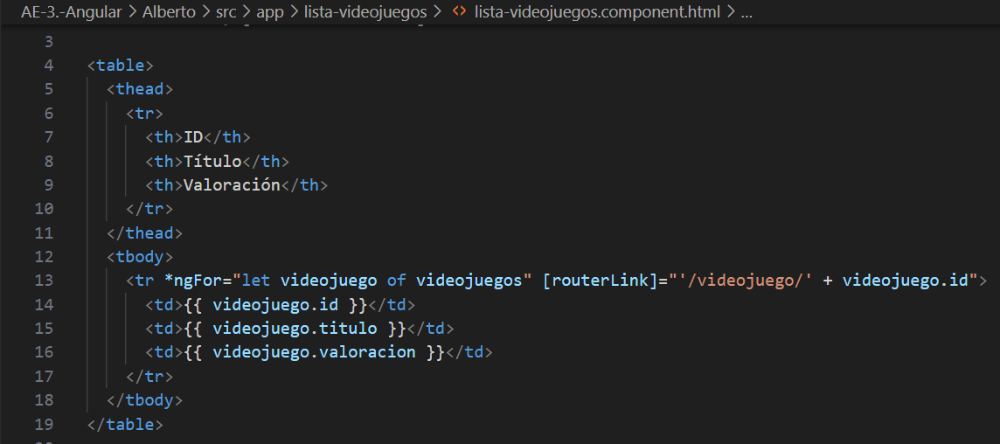 AE-3.-Angular > Alberto > src > app > lista-videojuegos > <> lista-videojuegos.component.html > ...
3
4 <table>
5 <thead>
6 <tr>
7 <th>ID</th>
8 <th>Título</th>
9 <th>Valoración</th>
10 </tr>
11 </thead>
12 <tbody>
13 <tr *ngFor="let videojuego of videojuegos" [routerLink]="'/videojuego/' + videojuego.id">
14 <td>{{ videojuego.id }}</td>
15 <td>{{ videojuego.titulo }}</td>
16 <td>{{ videojuego.valoracion }}</td>
17 </tr>
18 </tbody>
19 </table>